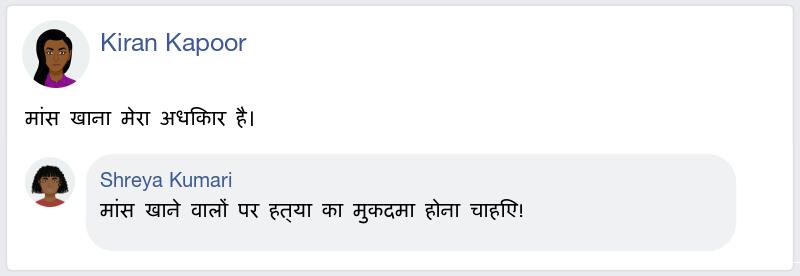 Kiran Kapoor
मांस खाना मेरा अधिकार है।
Shreya Kumari
मांस खाने वालों पर हत्या का मुकदमा होना चाहिए!